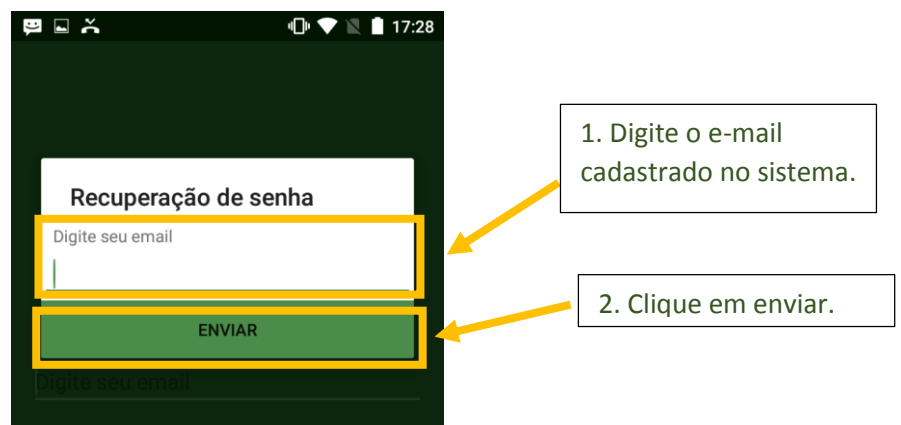 17:28
Recuperação de senha
Digite seu email
ENVIAR
Digite seu email
1. Digite o e-mail
cadastrado no sistema.
2. Clique em enviar.